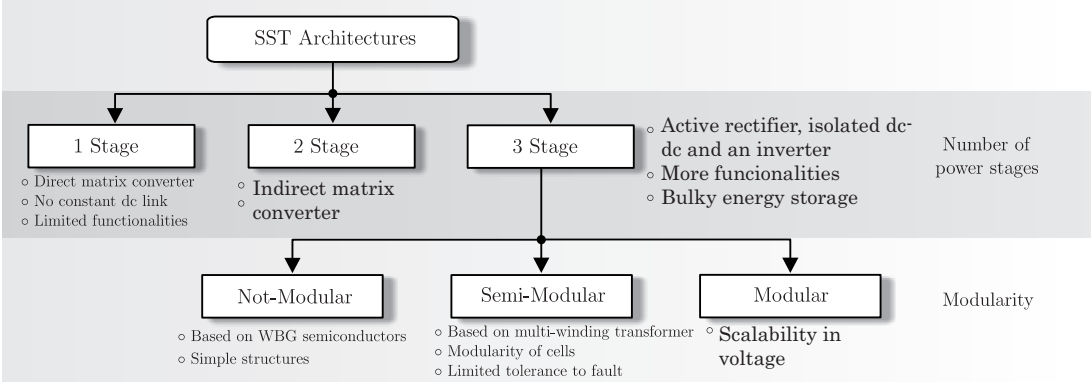 SST Architectures
1 Stage
2 Stage
3 Stage
◦ Direct matrix converter
◦ No constant dc link
◦ Limited functionalities
◦ Indirect matrix
◦ converter
◦ Active rectifier, isolated dc-
dc and an inverter
◦ More funcionalities
◦ Bulky energy storage
Number of
power stages
Not-Modular
Semi-Modular
Modular
Modularity
◦ Based on WBG semiconductors
◦ Simple structures
◦ Based on multi-winding transformer
◦ Modularity of cells
◦ Limited tolerance to fault
◦ Scalability in
voltage